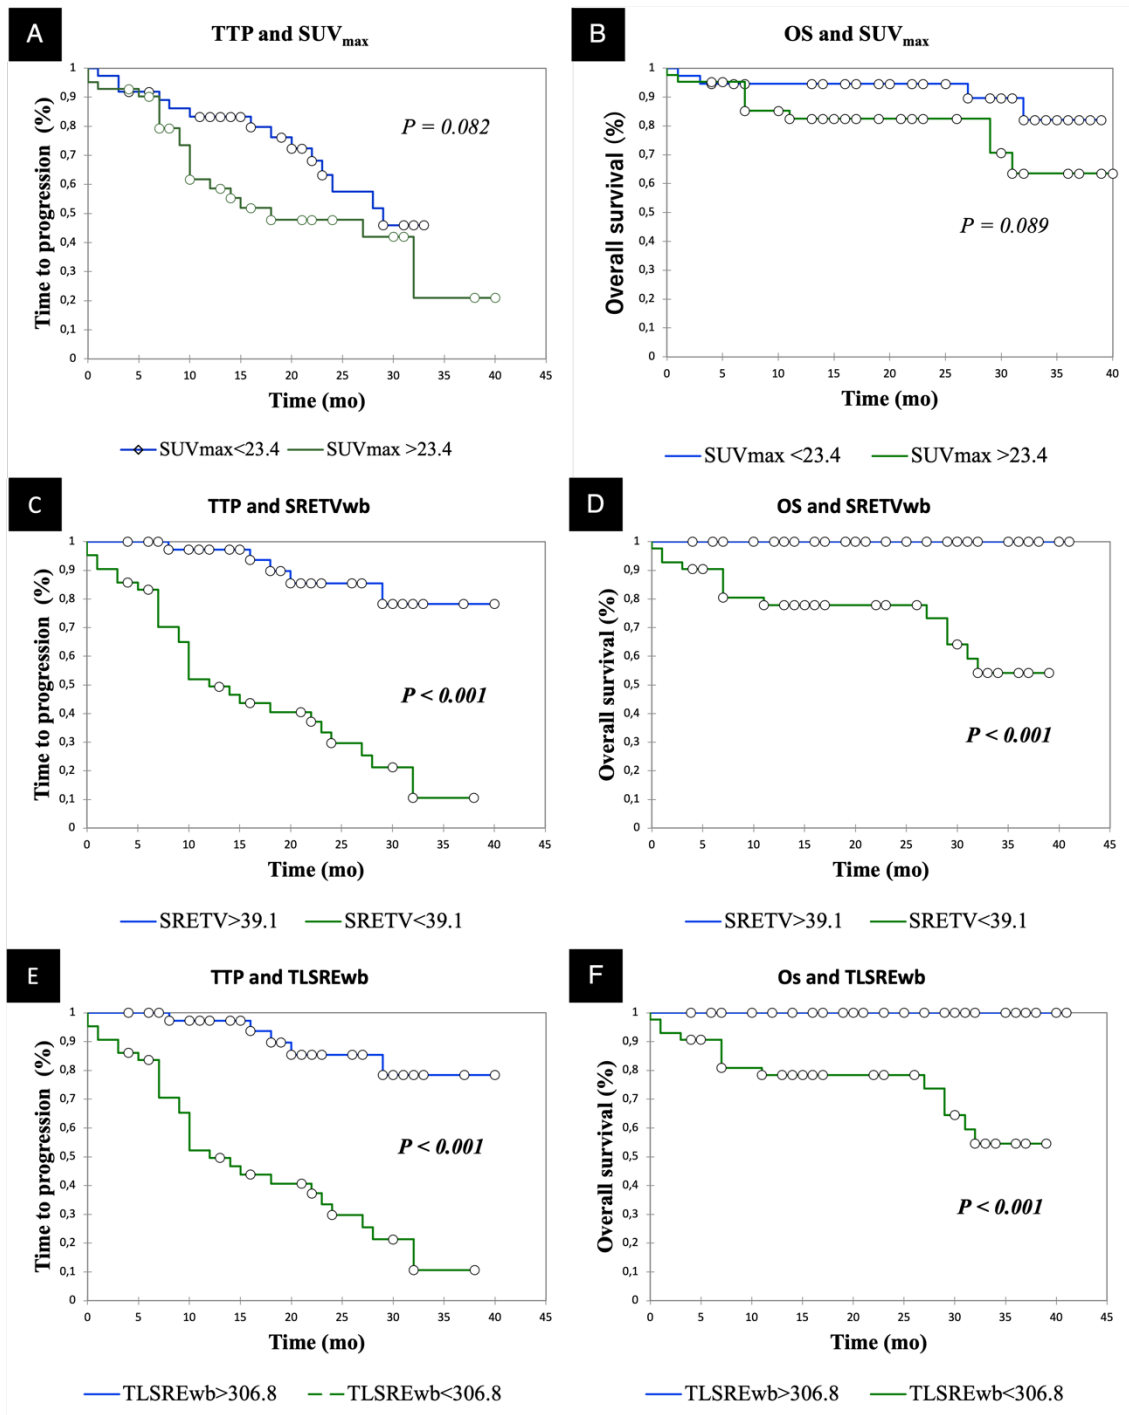 A
TTP and SUVmax
Time to progression (%)
1
0,9
0,8
0,7
0,6
0,5
0,4
0,3
0,2
0,1
0
P = 0.082
0 5 10 15 20 25 30 35 40 45
Time (mo)
SUVmax<23.4 SUVmax >23.4
B
OS and SUVmax
Overall survival (%)
1
0,9
0,8
0,7
0,6
0,5
0,4
0,3
0,2
0,1
0
P = 0.089
0 5 10 15 20 25 30 35 40
Time (mo)
SUVmax <23.4 SUVmax >23.4
C
TTP and SRETVwb
Time to progression (%)
1
0,9
0,8
0,7
0,6
0,5
0,4
0,3
0,2
0,1
0
P < 0.001
0 5 10 15 20 25 30 35 40 45
Time (mo)
SRETV>39.1 SRETV<39.1
D
OS and SRETVwb
Overall survival (%)
1
0,9
0,8
0,7
0,6
0,5
0,4
0,3
0,2
0,1
0
P < 0.001
0 5 10 15 20 25 30 35 40 45
Time (mo)
SRETV>39.1 SRETV<39.1
E
TTP and TLSREwb
Time to progression (%)
1
0,9
0,8
0,7
0,6
0,5
0,4
0,3
0,2
0,1
0
P < 0.001
0 5 10 15 20 25 30 35 40 45
Time (mo)
TLSREwb>306.8 TLSREwb<306.8
F
Os and TLSREwb
Overall survival (%)
1
0,9
0,8
0,7
0,6
0,5
0,4
0,3
0,2
0,1
0
P < 0.001
0 5 10 15 20 25 30 35 40 45
Time (mo)
TLSREwb>306.8 TLSREwb<306.8